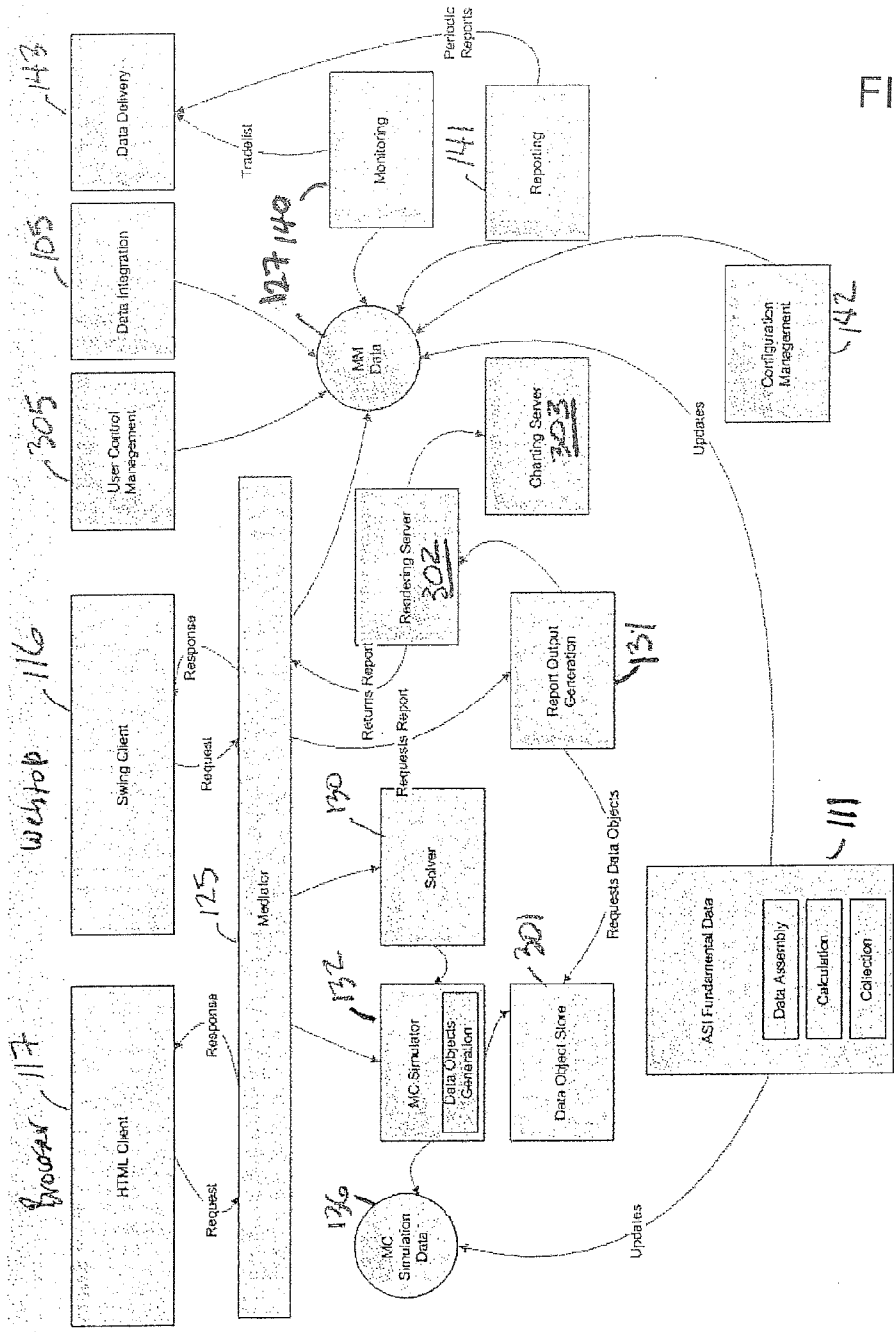 Browser 117
HTML Client
Webtop 116
Swing Client
305
User Control
Management
105
Data Integration
143
Data Delivery
Request
Response
Request
Response
125
Mediator
Tradelist
Periodic
Reports
127
MM
Data
140
Monitoring
141
Reporting
136
MC
Simulation
Data
132
MC Simulator
Data Objects
Generation
130
Solver
Requests Report
Returns Report
Rendering Server
302
Charting Server
303
301
Data Object Store
Requests Data Objects
Report Output
Generation
131
Updates
Updates
Configuration
Management
142
ASI Fundamental Data
Data Assembly
Calculation
Collection
111
FI